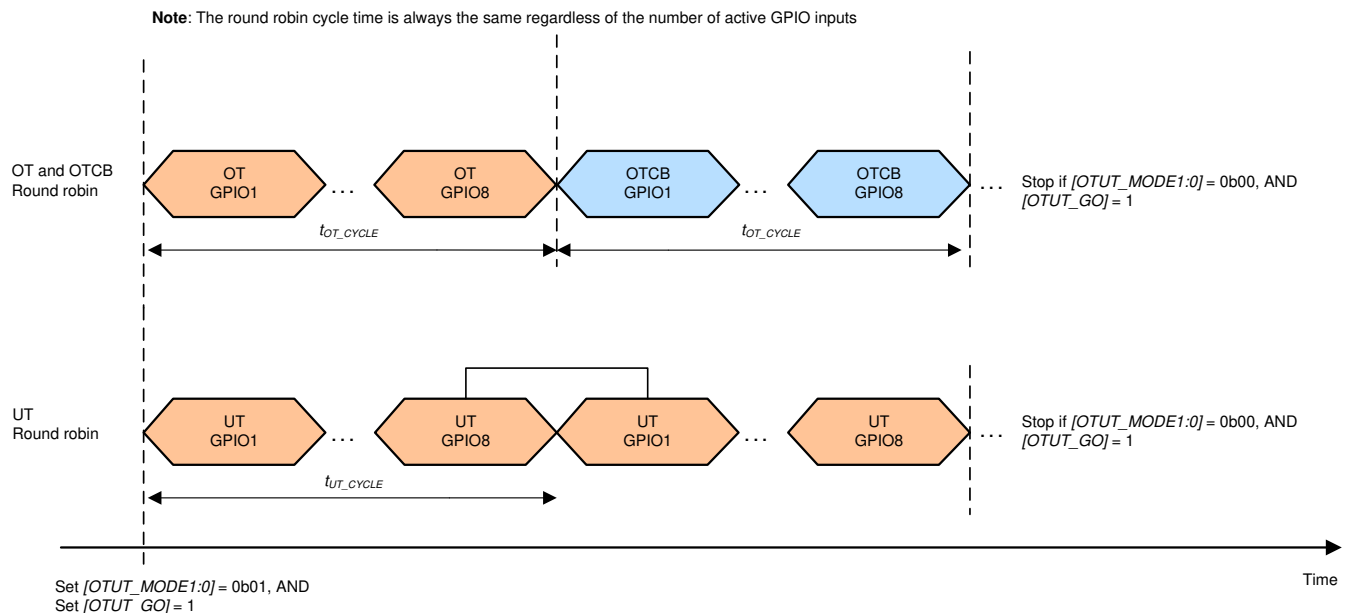 Note: The round robin cycle time is always the same regardless of the number of active GPIO inputs
OT and OTCB
Round robin
OT
GPIO1
...
OT
GPIO8
OTCB
GPIO1
...
OTCB
GPIO8
...
Stop if [OTUT_MODE1:0] = 0b00, AND
[OTUT_GO] = 1
tOT_CYCLE
tOT_CYCLE
UT
Round robin
UT
GPIO1
...
UT
GPIO8
UT
GPIO1
...
UT
GPIO8
...
Stop if [OTUT_MODE1:0] = 0b00, AND
[OTUT_GO] = 1
tUT_CYCLE
Time
Set [OTUT_MODE1:0] = 0b01, AND
Set [OTUT_GO] = 1